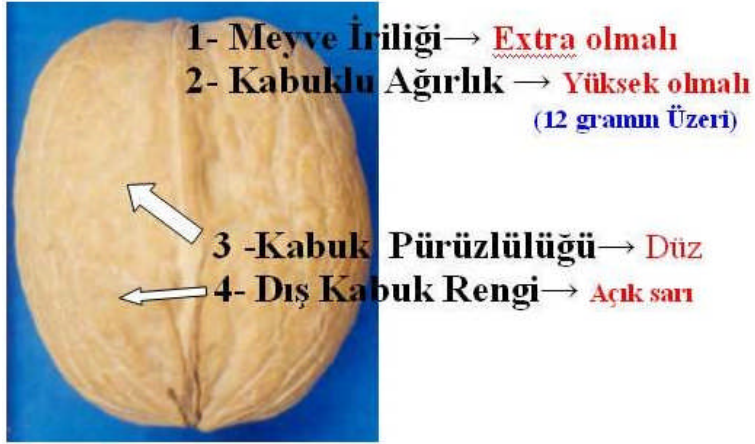 1- Meyve İriliği→ Extra olmalı
2- Kabuklu Ağırlık → Yüksek olmalı
(12 gramın Üzeri)
3 -Kabuk Pürüzlülüğü→ Düz
4- Dış Kabuk Rengi→ Açık sarı